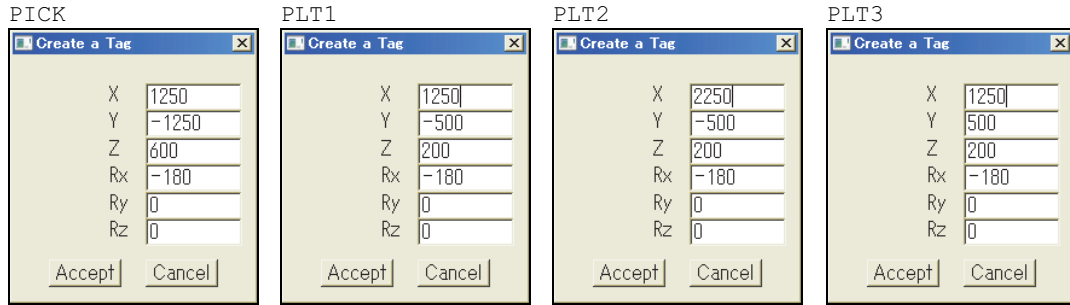 PICK
Create a Tag
X 1250
Y -1250
Z 600
Rx -180
Ry 0
Rz 0
Accept Cancel
PLT1
Create a Tag
X 1250
Y -500
Z 200
Rx -180
Ry 0
Rz 0
Accept Cancel
PLT2
Create a Tag
X 2250
Y -500
Z 200
Rx -180
Ry 0
Rz 0
Accept Cancel
PLT3
Create a Tag
X 1250
Y 500
Z 200
Rx -180
Ry 0
Rz 0
Accept Cancel